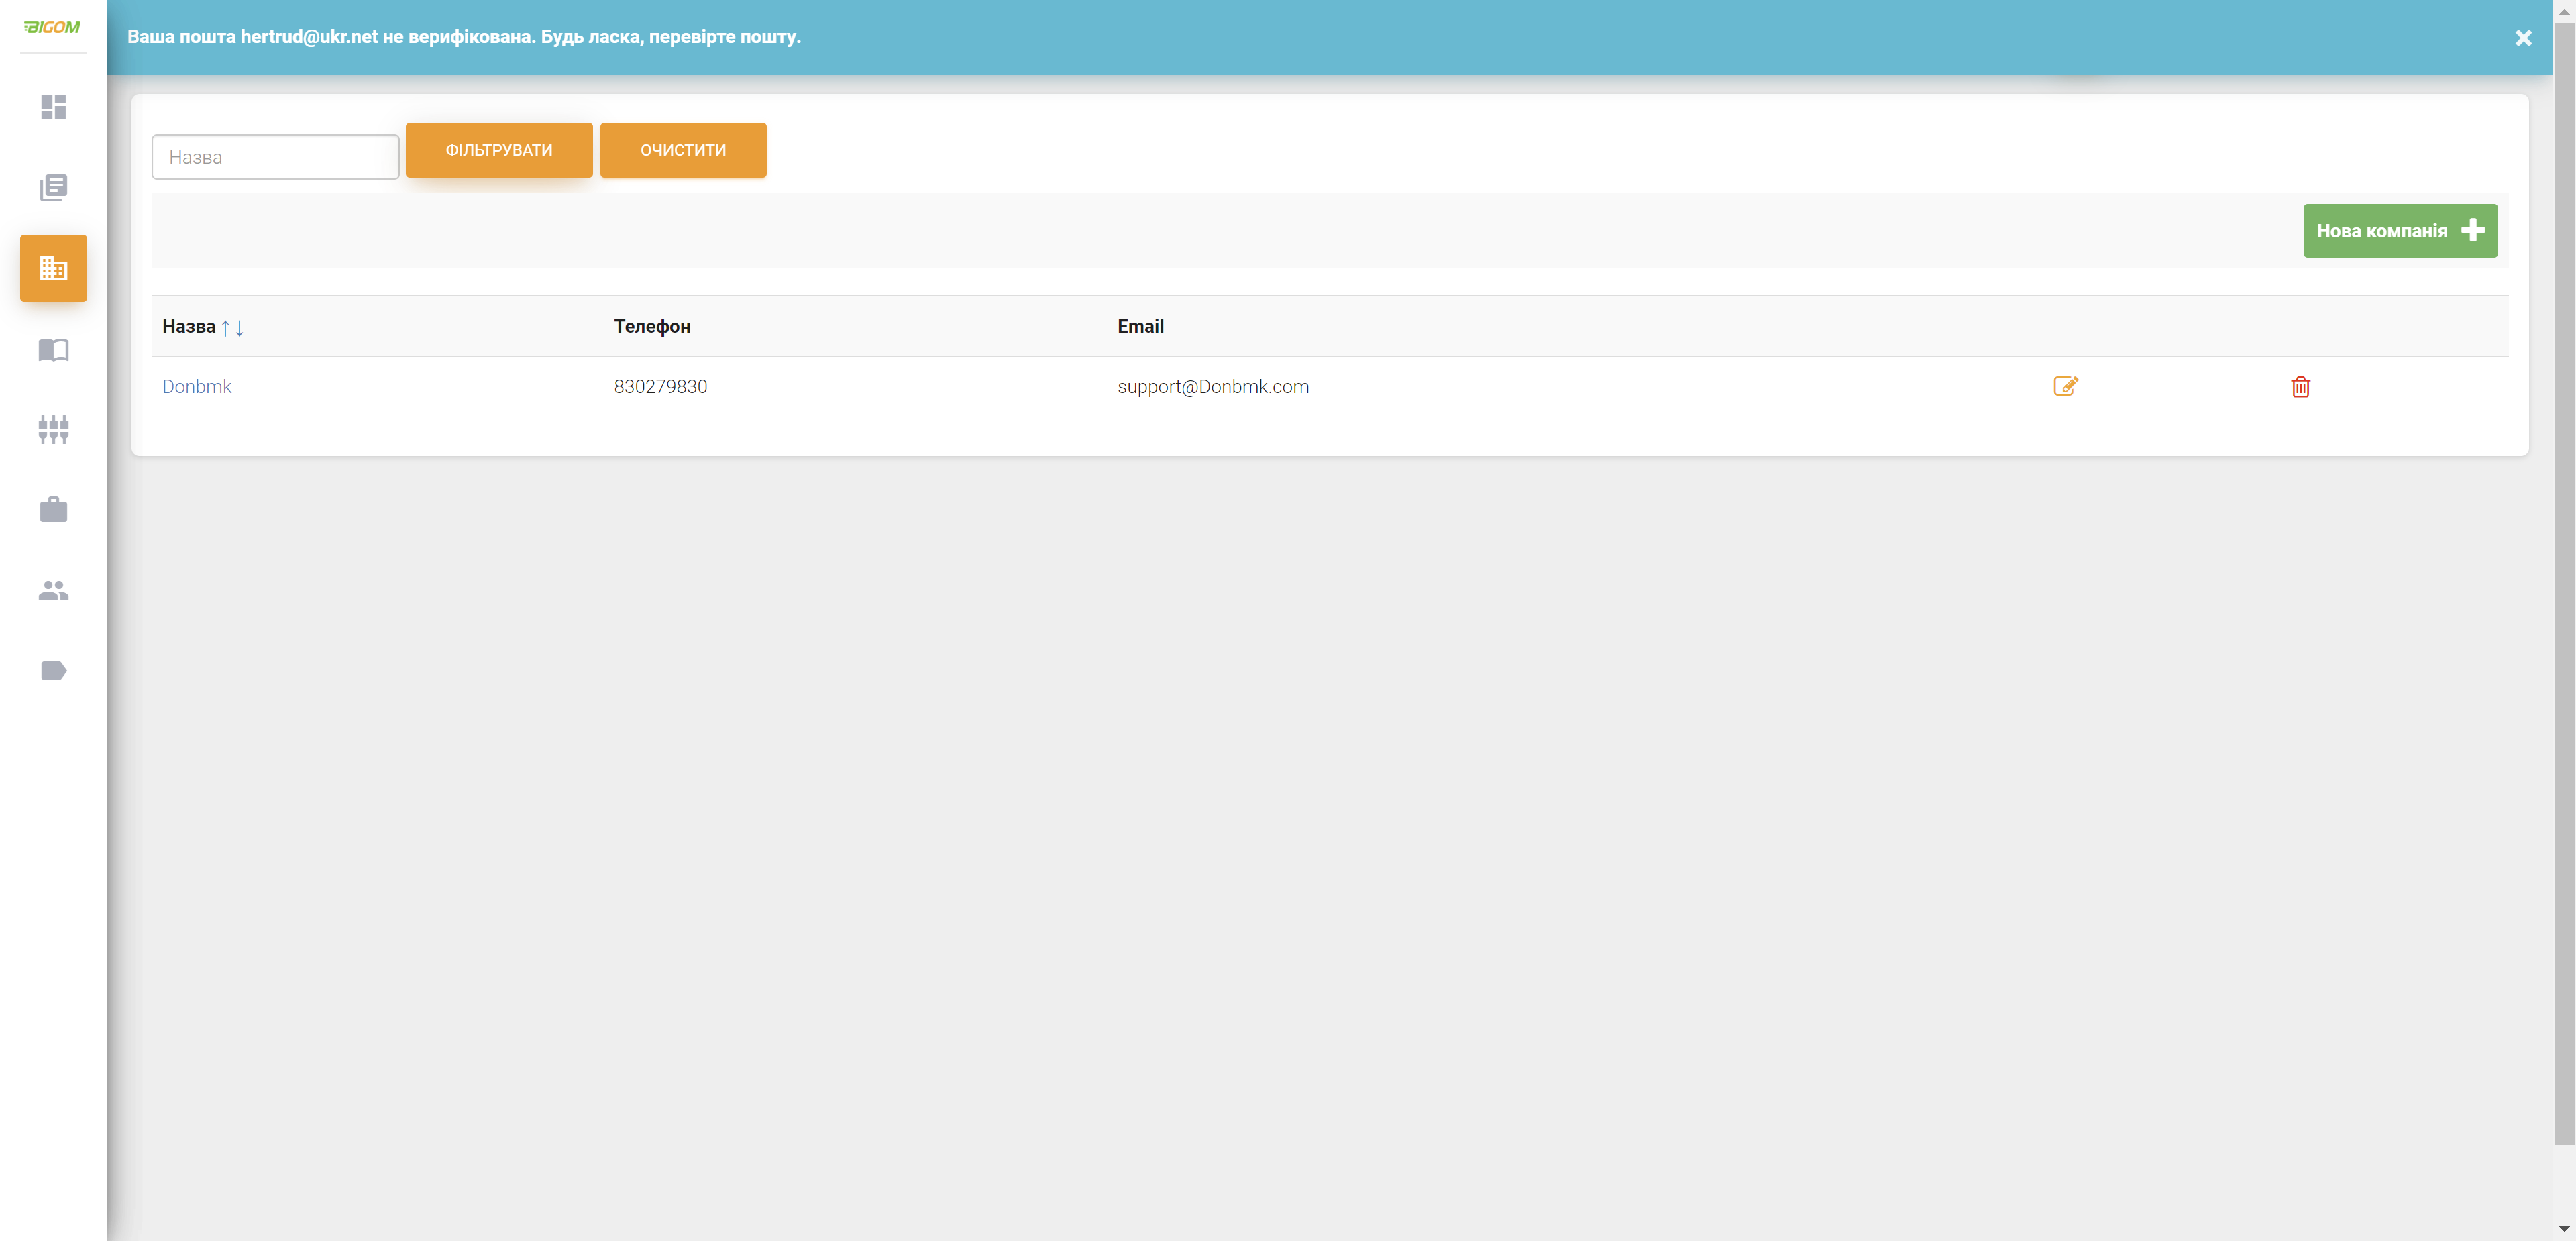 BIGOM
Ваша пошта hertrud@ukr.net не верифікована. Будь ласка, перевірте пошту.
Назва
ФІЛЬТРУВАТИ
ОЧИСТИТИ
Нова компанія
Назва ↑↓ Телефон Email
Donbmk 830279830 support@Donbmk.com